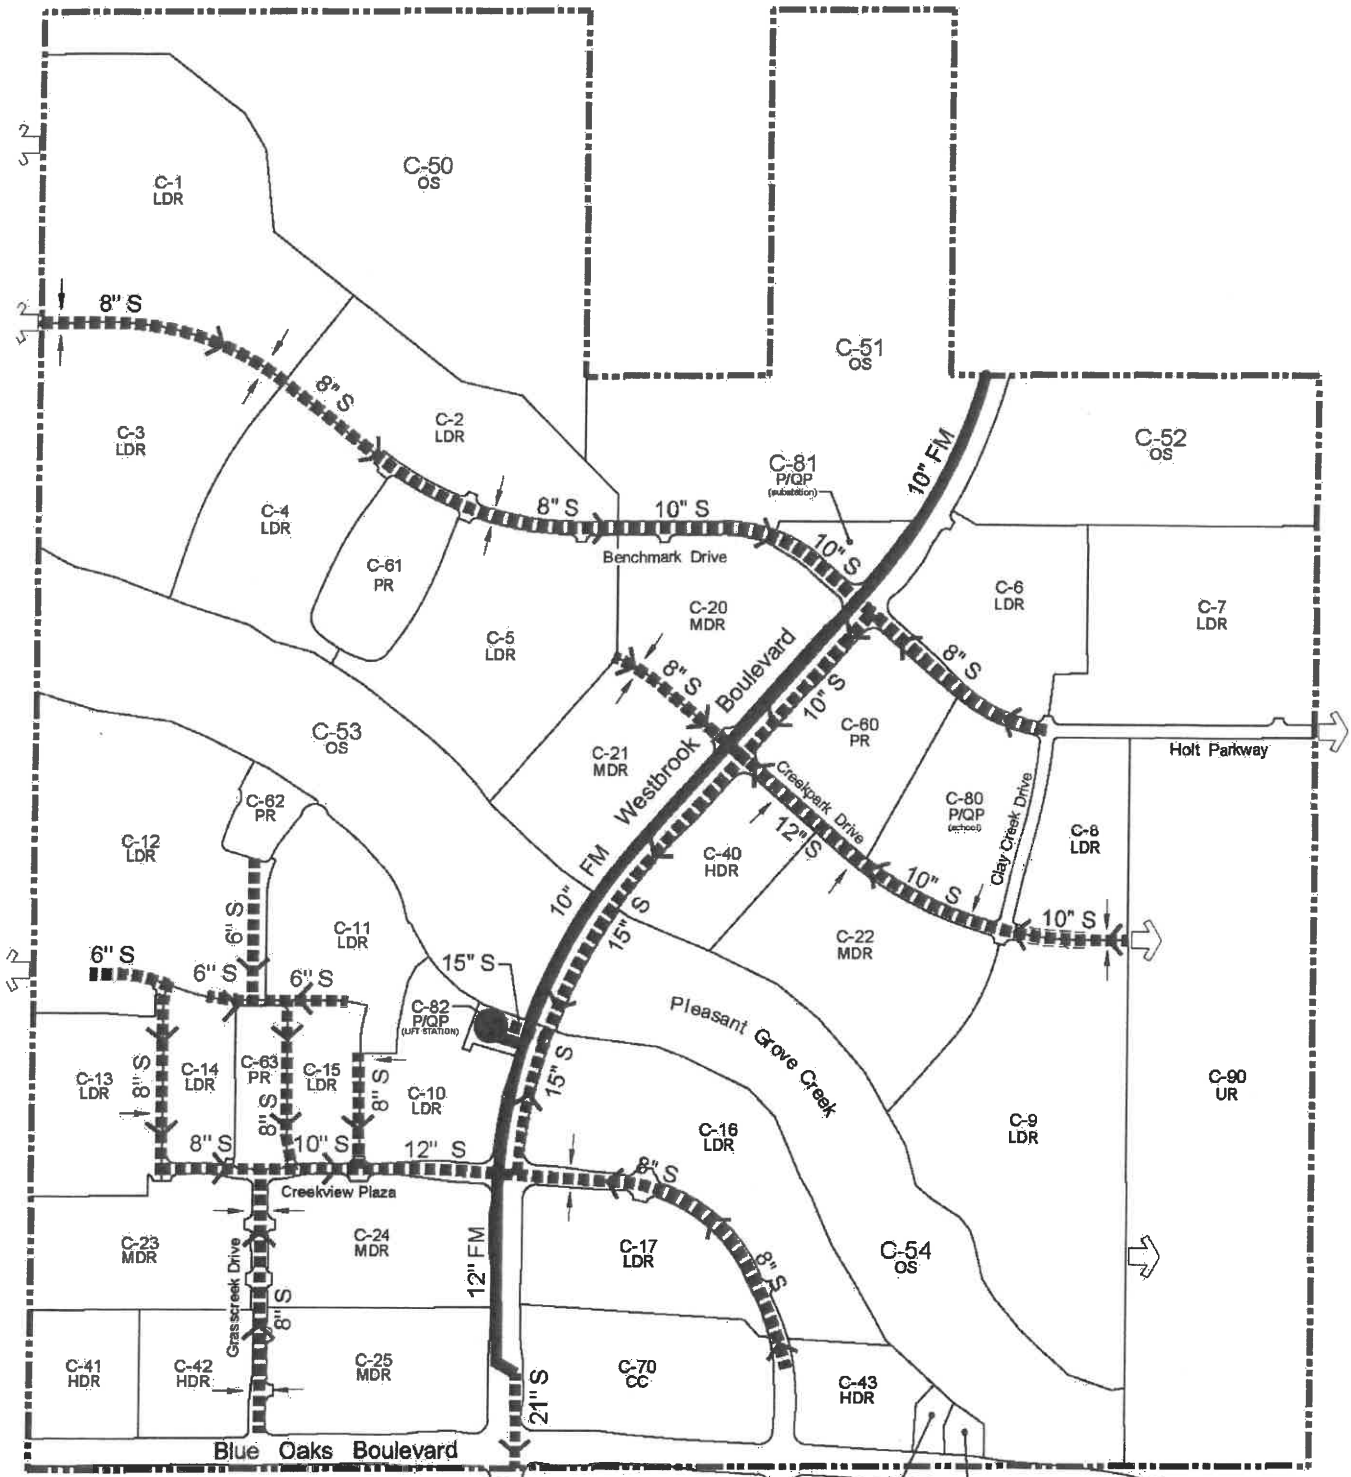 C-50
OS
C-1
LDR
8" S
C-51
OS
8" S
C-2
LDR
C-3
LDR
10" FM
C-52
OS
C-81
P/QP
(substation)
C-4
LDR
8" S
10" S
10" S
Benchmark Drive
C-61
PR
C-6
LDR
C-7
LDR
C-20
MDR
C-5
LDR
8" S
8" S
Westbrook Boulevard
10" S
C-60
PR
C-53
OS
C-21
MDR
Holt Parkway
Creekpark Drive
C-62
PR
C-80
P/QP
(school)
Clay Creek Drive
12" S
C-8
LDR
C-12
LDR
C-40
HDR
10" FM
10" S
15" S
10" S
6" S
C-11
LDR
C-22
MDR
6" S
6" S
6" S
15" S
C-82
P/QP
(LIFT STATION)
Pleasant Grove Creek
C-13
LDR
8" S
C-14
LDR
C-63
PR
8" S
C-15
LDR
8" S
C-10
LDR
15" S
C-90
UR
C-16
LDR
C-9
LDR
8" S
10" S
12" S
8" S
Creekview Plaza
C-23
MDR
Grasscreek Drive
8" S
C-24
MDR
12" FM
C-17
LDR
8" S
C-54
OS
C-41
HDR
C-42
HDR
C-25
MDR
21" S
C-70
CC
C-43
HDR
Blue Oaks Boulevard